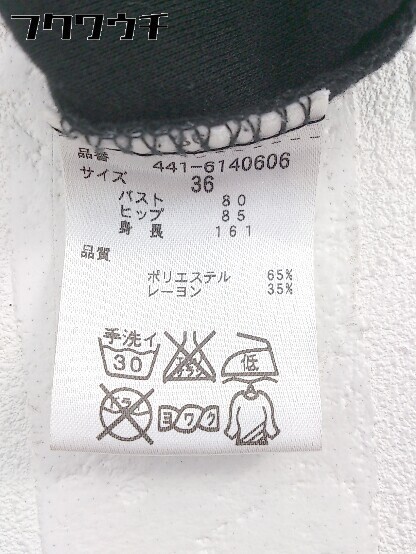 フクワウチ
品番 441-6140606
サイズ 36
バスト 80
ヒップ 85
身長 161
品質
ポリエステル 65%
レーヨン 35%
手洗イ 30
低
ドライ
ヨワク